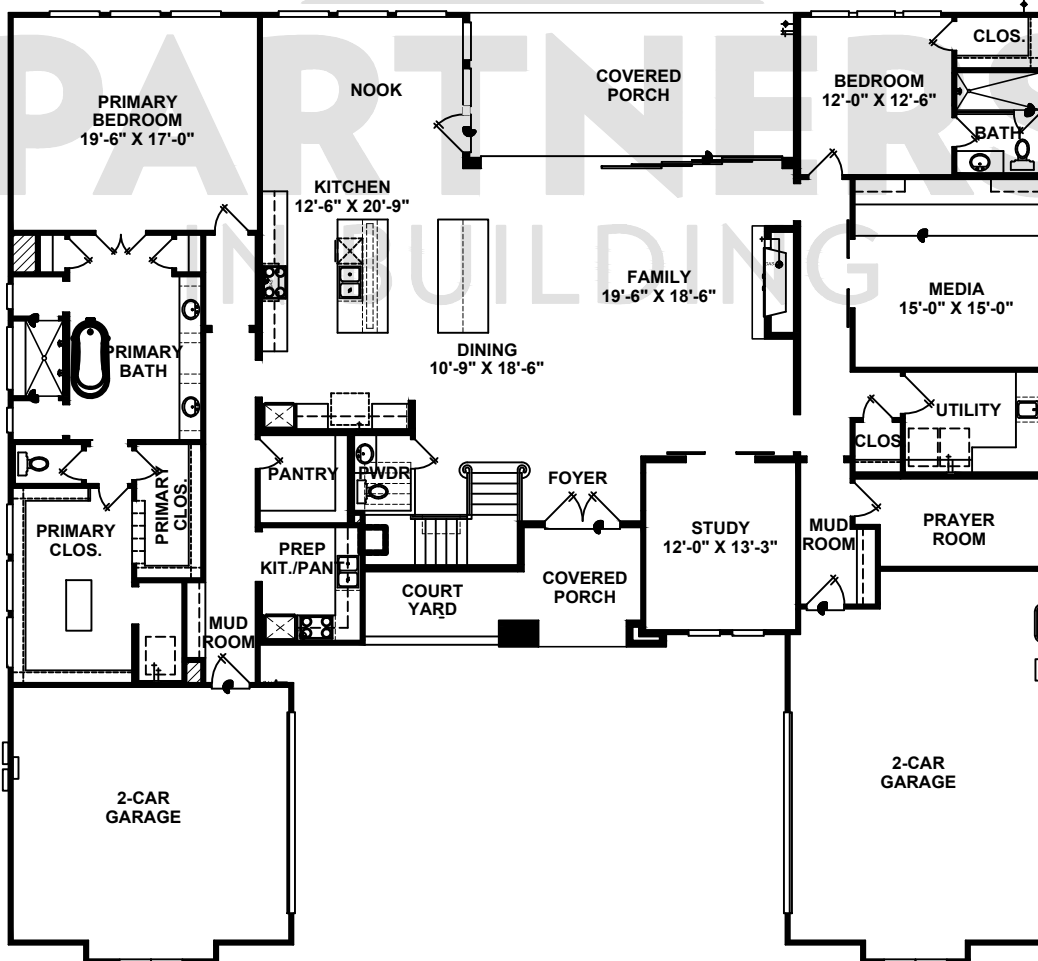 PARTNERS
IN BUILDING
CLOS.
PRIMARY
BEDROOM
19'-6" X 17'-0"
NOOK
COVERED
PORCH
BEDROOM
12'-0" X 12'-6"
BATH
KITCHEN
12'-6" X 20'-9"
FAMILY
19'-6" X 18'-6"
MEDIA
15'-0" X 15'-0"
PRIMARY
BATH
DINING
10'-9" X 18'-6"
UTILITY
CLOS
PANTRY
PWDR
FOYER
PRIMARY
CLOS.
PRIMARY
CLOS.
STUDY
12'-0" X 13'-3"
MUD
ROOM
PRAYER
ROOM
PREP
KIT./PAN
COURT
YARD
COVERED
PORCH
MUD
ROOM
2-CAR
GARAGE
2-CAR
GARAGE